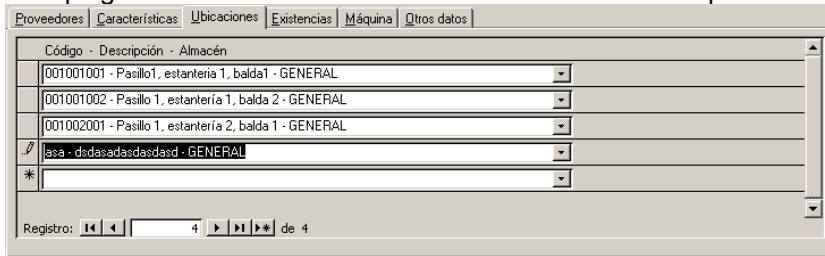 Proveedores Características Ubicaciones Existencias Máquina Otros datos
Código - Descripción - Almacén
001001001 - Pasillo1, estanteria 1, balda1 - GENERAL
001001002 - Pasillo 1, estantería 1, balda 2 - GENERAL
001002001 - Pasillo 1, estantería 2, balda 1 - GENERAL
asa - dsdasadasdasdasd - GENERAL
Registro: 4 de 4